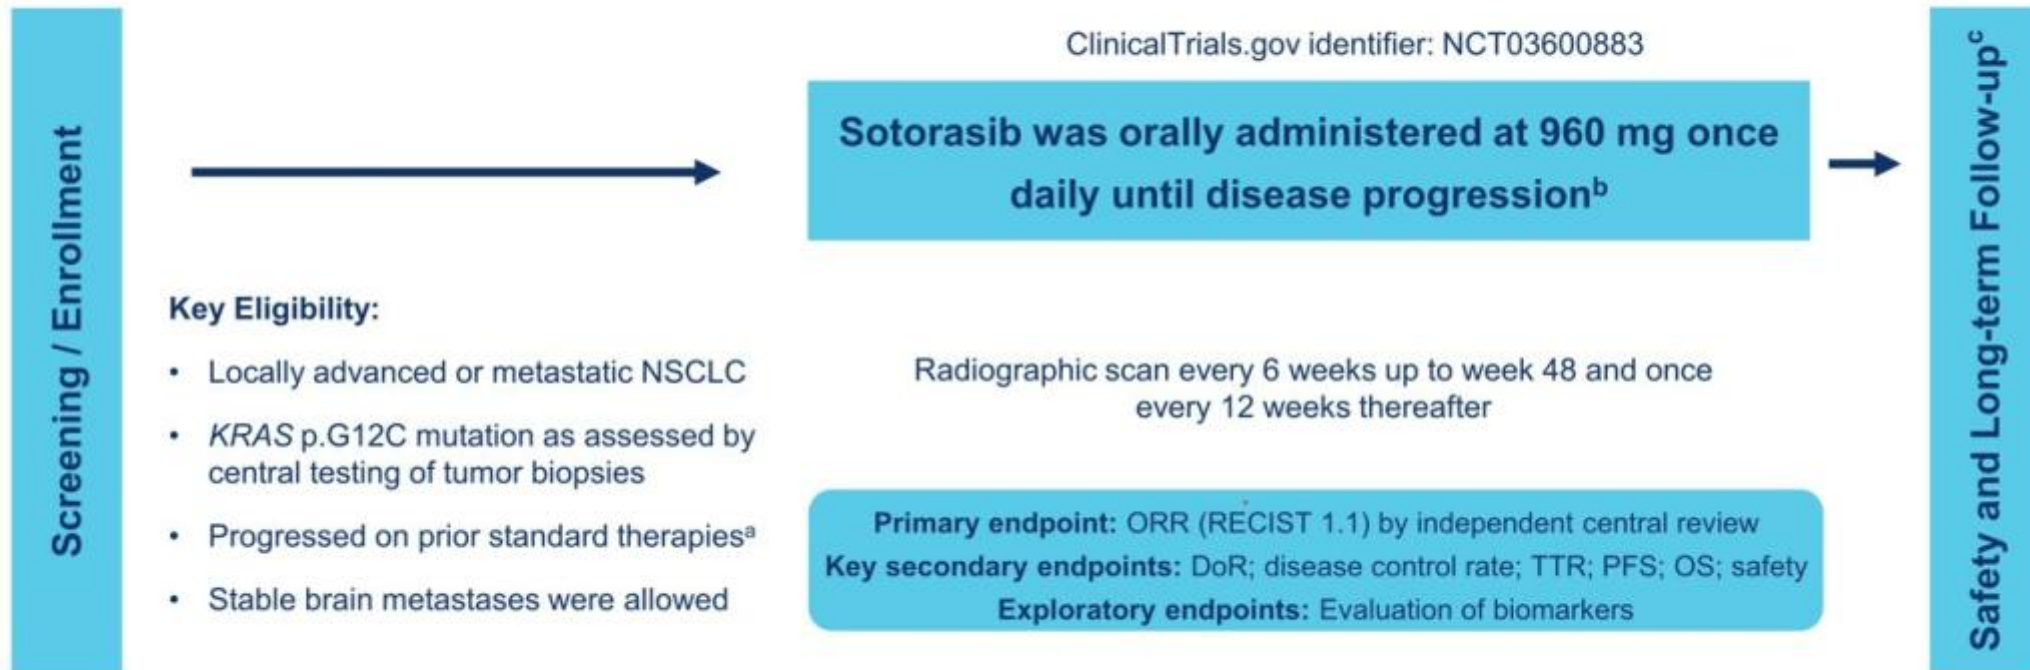 Screening / Enrollment
ClinicalTrials.gov identifier: NCT03600883
Sotorasib was orally administered at 960 mg once
daily until disease progressionᵇ
Key Eligibility:
• Locally advanced or metastatic NSCLC
• KRAS p.G12C mutation as assessed by
central testing of tumor biopsies
• Progressed on prior standard therapiesᵃ
• Stable brain metastases were allowed
Radiographic scan every 6 weeks up to week 48 and once
every 12 weeks thereafter
Primary endpoint: ORR (RECIST 1.1) by independent central review
Key secondary endpoints: DoR; disease control rate; TTR; PFS; OS; safety
Exploratory endpoints: Evaluation of biomarkers
Safety and Long-term Follow-upᶜ